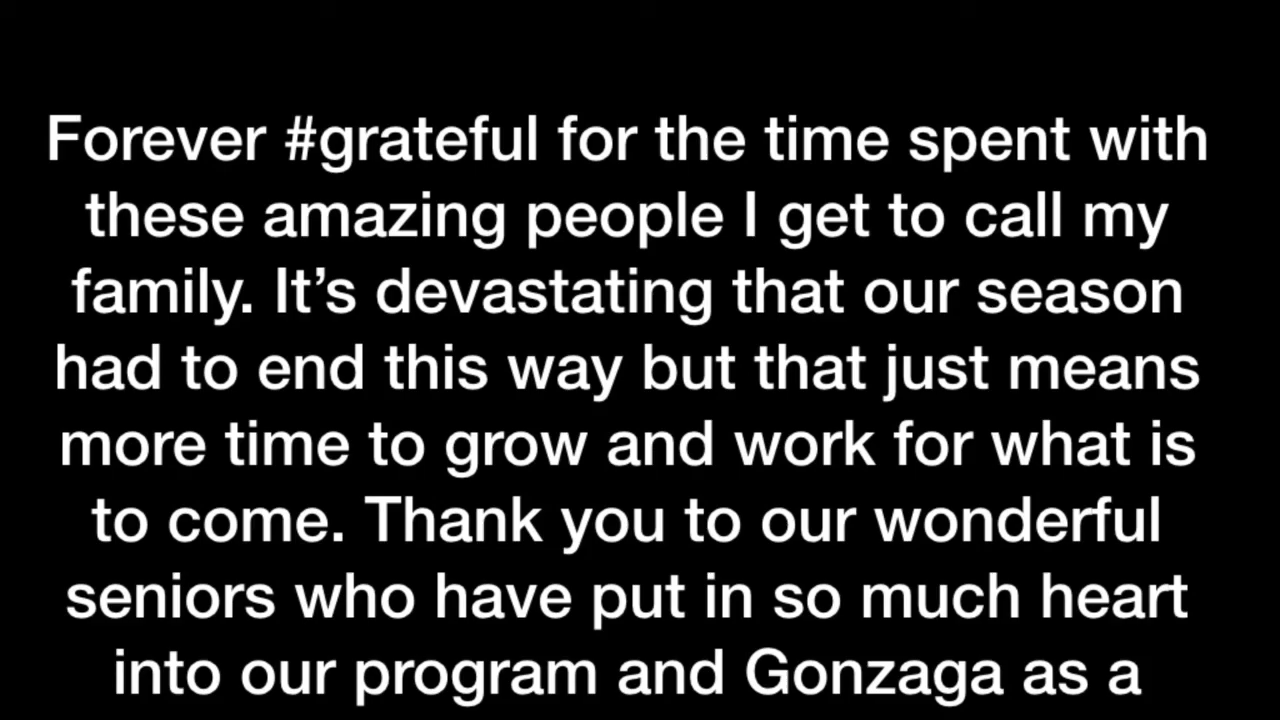 Forever #grateful for the time spent with
these amazing people I get to call my
family. It’s devastating that our season
had to end this way but that just means
more time to grow and work for what is
to come. Thank you to our wonderful
seniors who have put in so much heart
into our program and Gonzaga as a